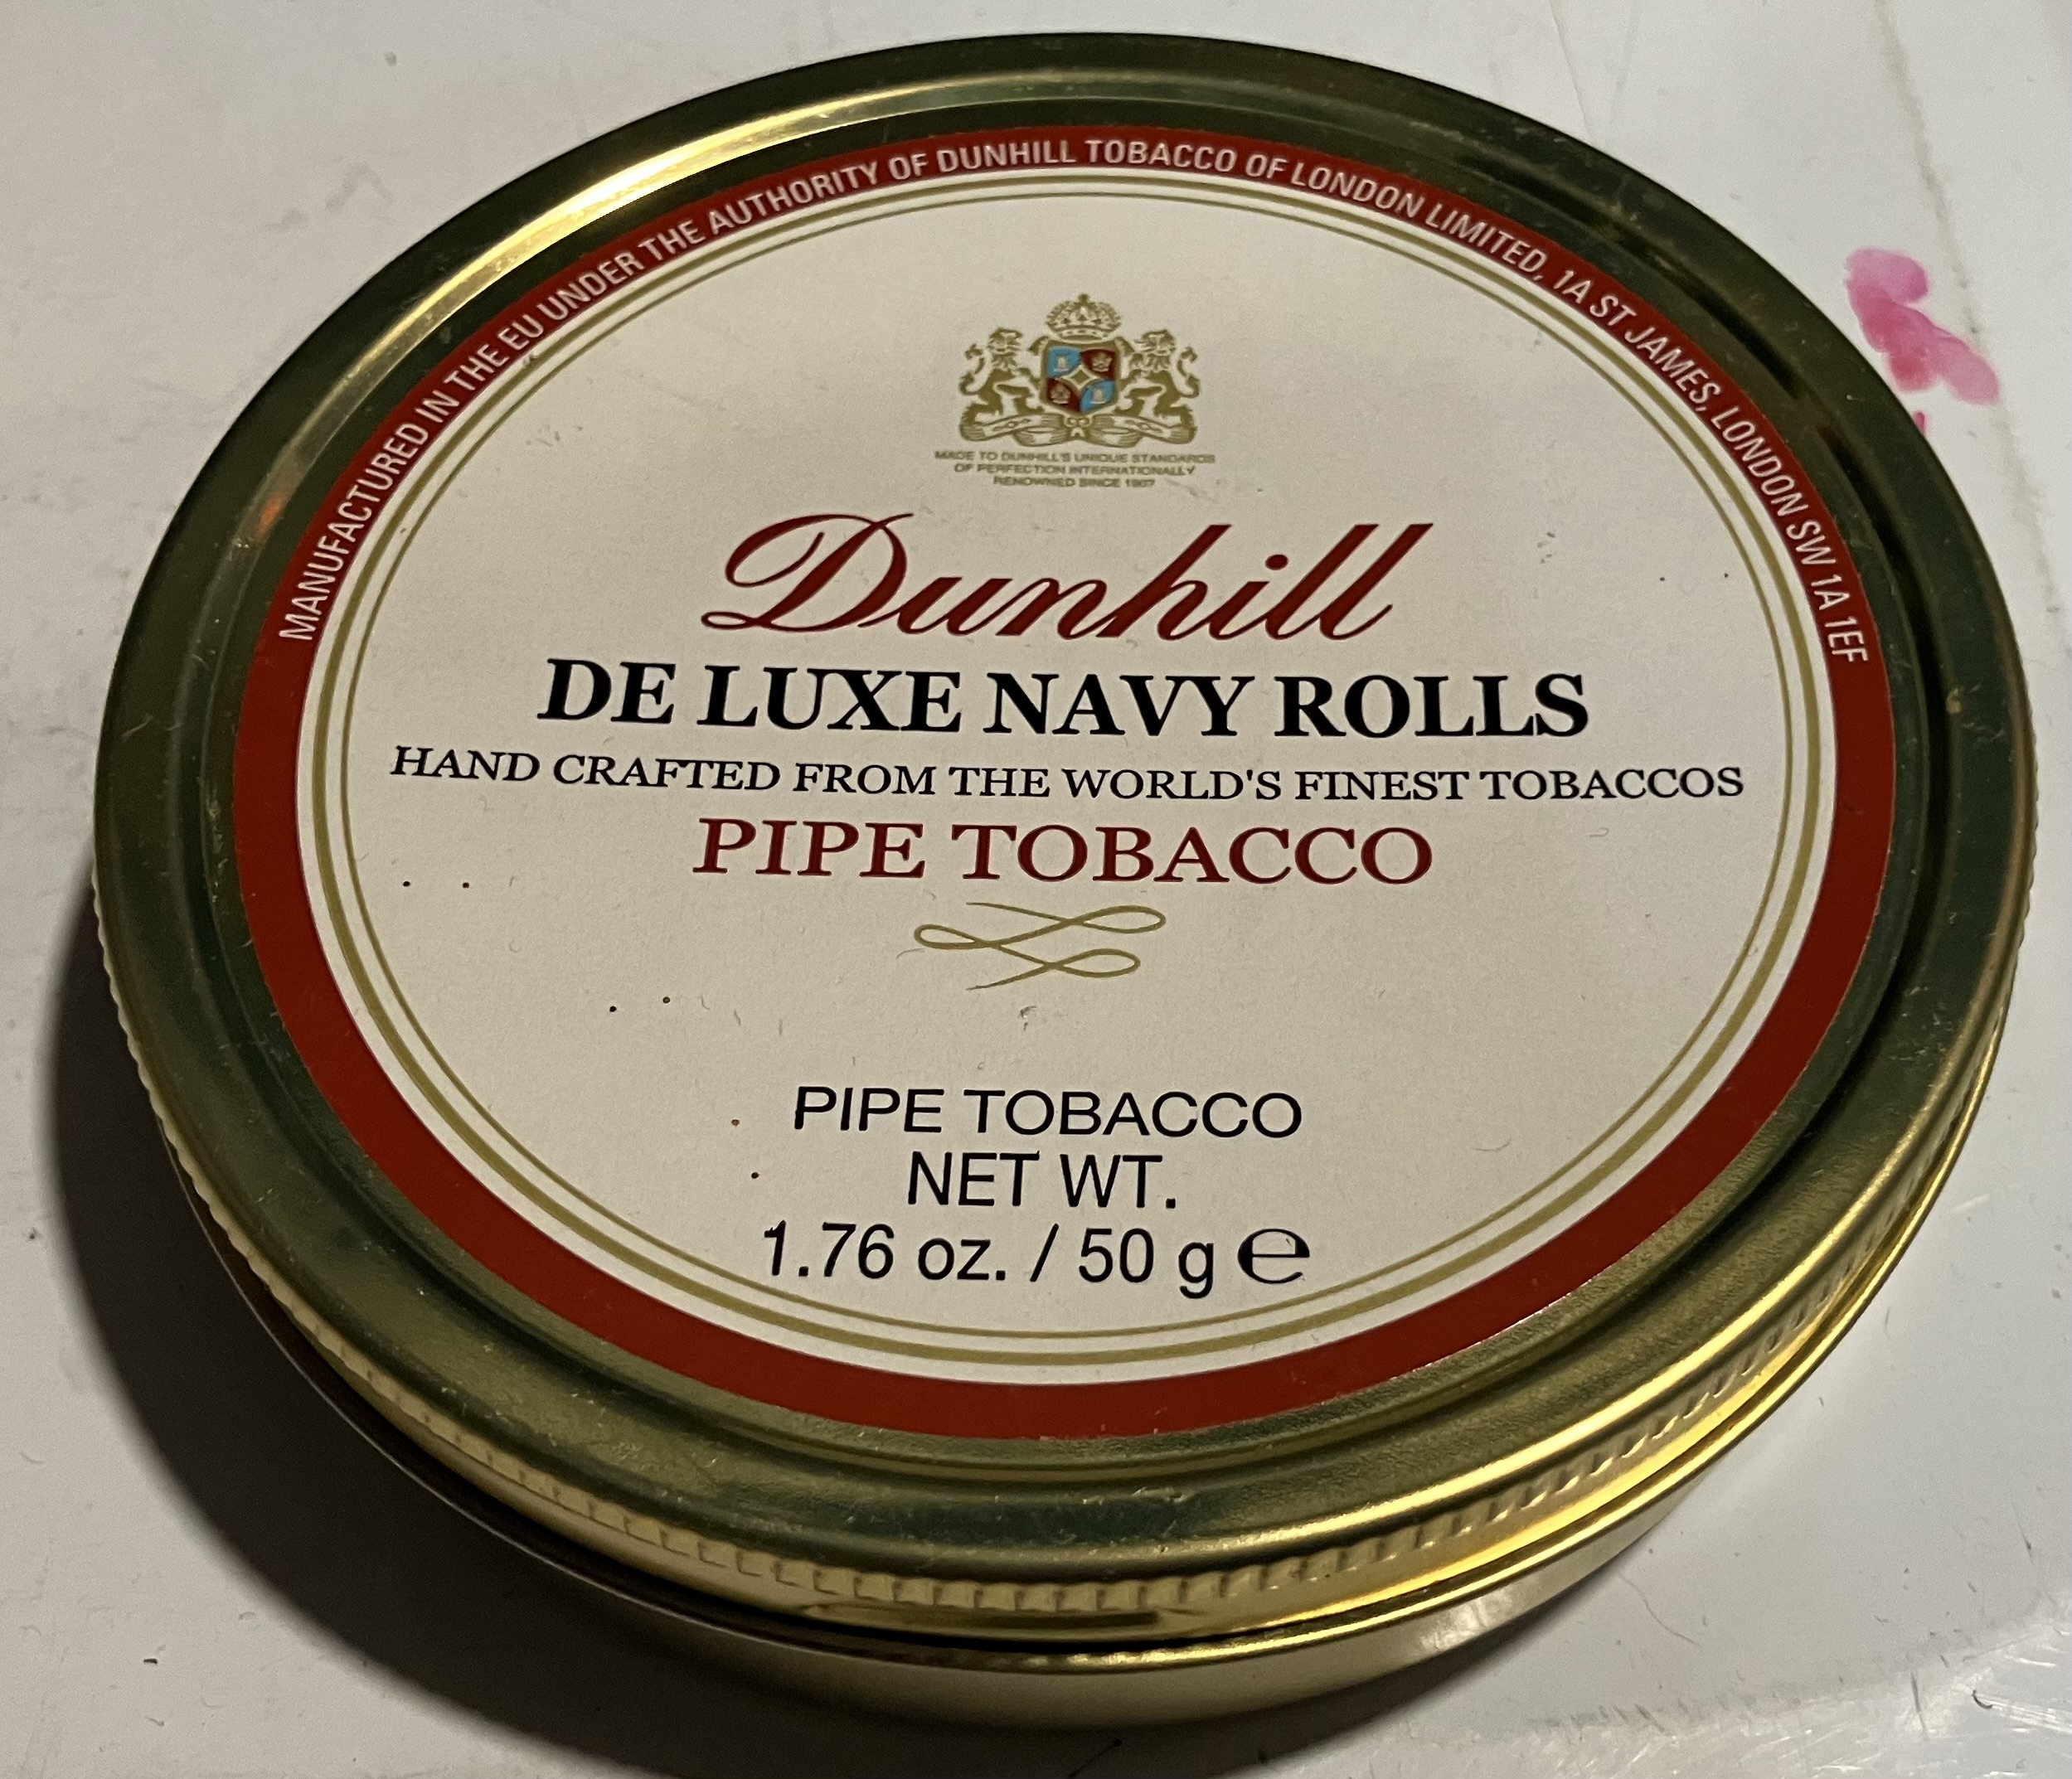 MANUFACTURED IN THE EU UNDER THE AUTHORITY OF DUNHILL TOBACCO OF LONDON LIMITED, 1A ST JAMES, LONDON SW1A 1EF
MADE TO DUNHILL'S UNIQUE STANDARDS
OF PERFECTION INTERNATIONALLY
RENOWNED SINCE 1907
Dunhill
DE LUXE NAVY ROLLS
HAND CRAFTED FROM THE WORLD'S FINEST TOBACCOS
PIPE TOBACCO
PIPE TOBACCO
NET WT.
1.76 oz. / 50 g ℮